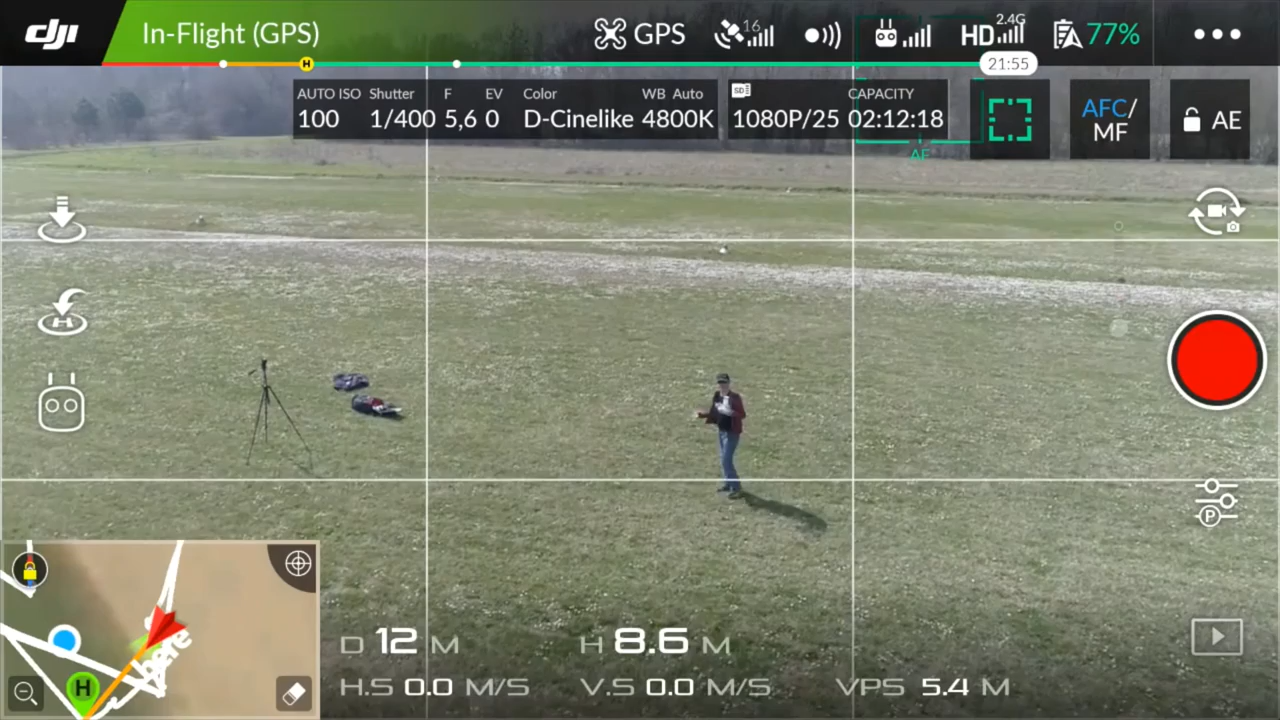 dji In-Flight (GPS) GPS 16 HD 2.4G 77%
H 21:55
AUTO ISO Shutter F EV Color WB Auto SD CAPACITY
100 1/400 5,6 0 D-Cinelike 4800K 1080P/25 02:12:18
AFC/
MF
AE
AF
P
D 12 M H 8.6 M
H.S 0.0 M/S V.S 0.0 M/S VPS 5.4 M
H